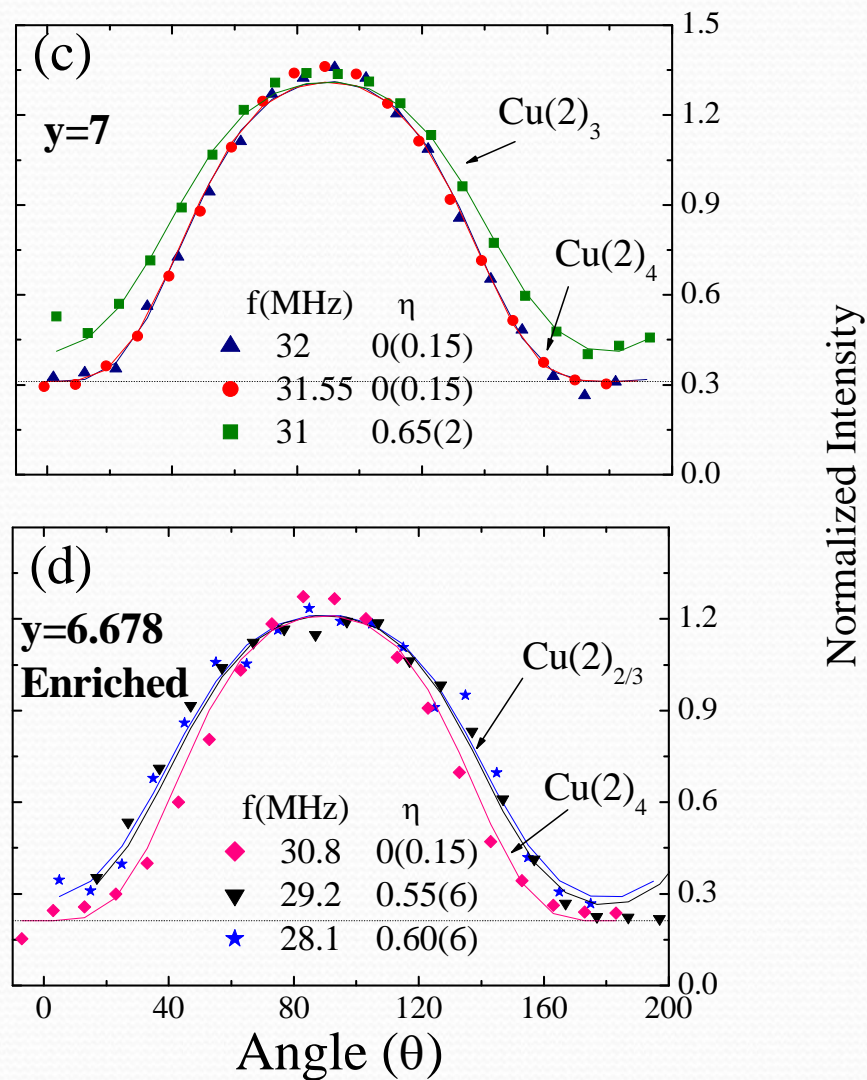 (c)
1.5
y=7
Cu(2)₃
1.2
0.9
Cu(2)₄
f(MHz) η
32 0(0.15)
0.6
31.55 0(0.15)
0.3
31 0.65(2)
0.0
Normalized Intensity
(d)
y=6.678
1.2
Enriched
Cu(2)₂/₃
0.9
Cu(2)₄
f(MHz) η
0.6
30.8 0(0.15)
29.2 0.55(6)
0.3
28.1 0.60(6)
0.0
0 40 80 120 160 200
Angle (θ)